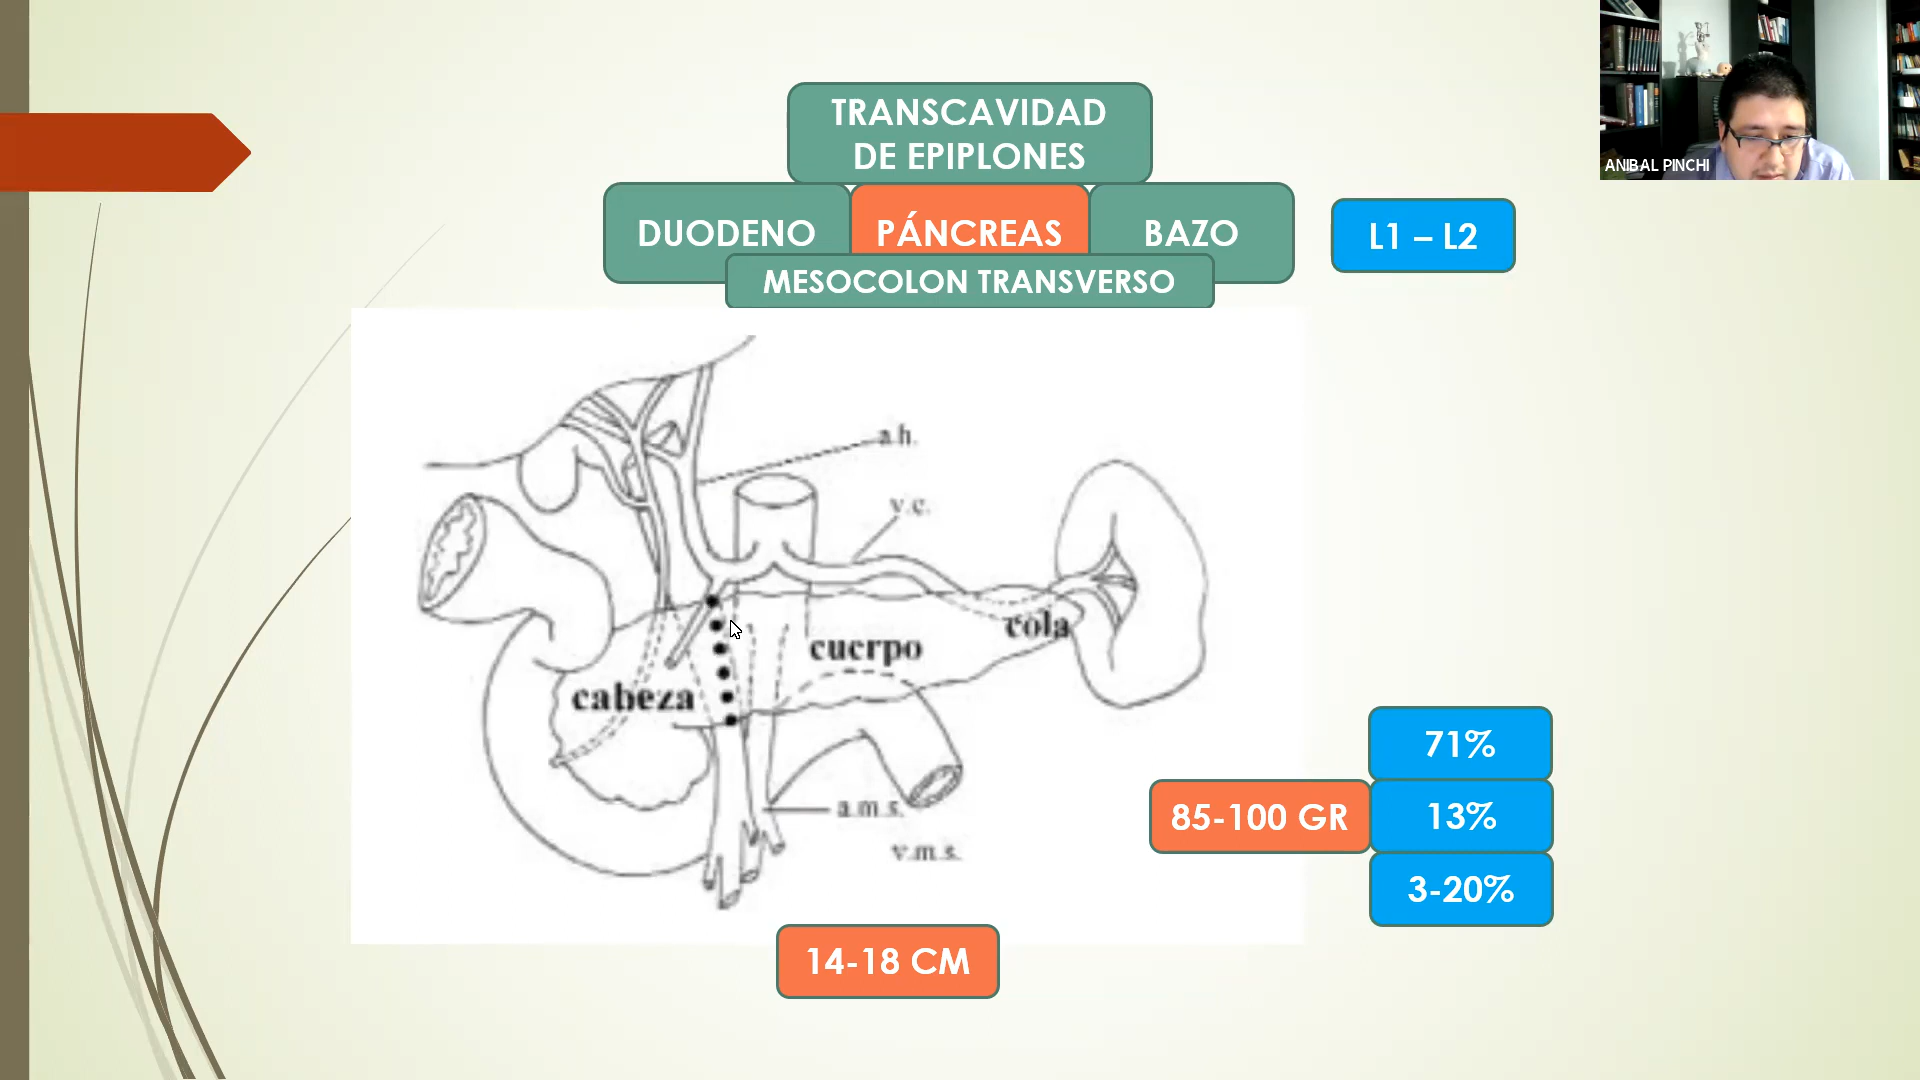 TRANSCAVIDAD
DE EPIPLONES
DUODENO
PÁNCREAS
BAZO
L1 – L2
MESOCOLON TRANSVERSO
ANIBAL PINCHI
a.h.
v.c.
cola
cuerpo
cabeza
a.m.s.
v.m.s.
71%
85-100 GR
13%
3-20%
14-18 CM